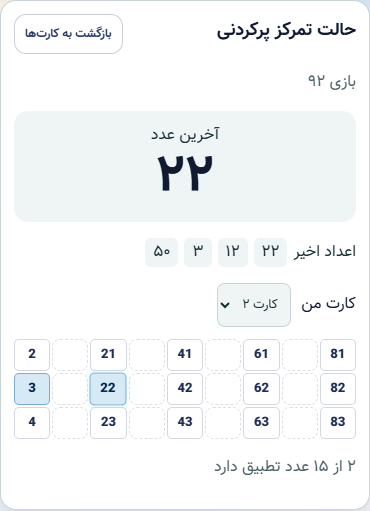 حالت تمرکز پرکردنی
بازگشت به کارت‌ها
بازی ۹۲
آخرین عدد
۲۲
اعداد اخیر ۲۲ ۱۲ ۳ ۵۰
کارت من کارت ۲
2 21 41 61 81
3 22 42 62 82
4 23 43 63 83
۲ از ۱۵ عدد تطبیق دارد